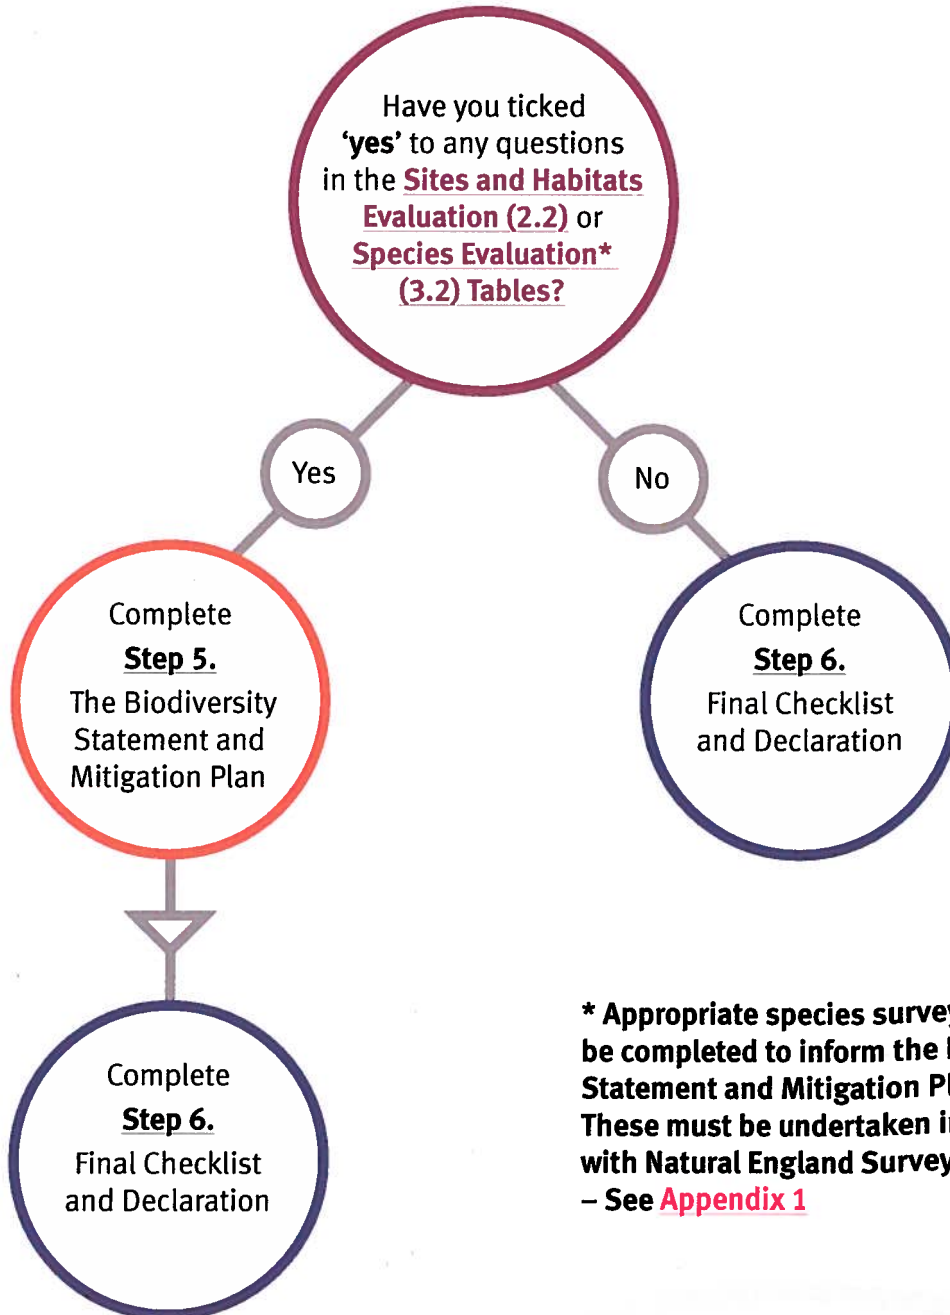 Have you ticked
'yes' to any questions
in the Sites and Habitats
Evaluation (2.2) or
Species Evaluation*
(3.2) Tables?
Yes
No
Complete
Step 5.
The Biodiversity
Statement and
Mitigation Plan
Complete
Step 6.
Final Checklist
and Declaration
Complete
Step 6.
Final Checklist
and Declaration
* Appropriate species
be completed to inform the
Statement and Mitigation
These must be undertaken
with Natural England Survey
– See Appendix 1